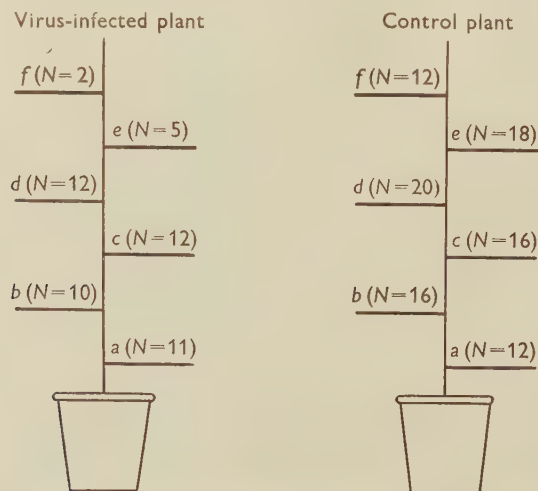 Virus-infected plant
Control plant
f (N=2)
f (N=12)
e (N=5)
e (N=18)
d (N=12)
d (N=20)
c (N=12)
c (N=16)
b (N=10)
b (N=16)
a (N=11)
a (N=12)